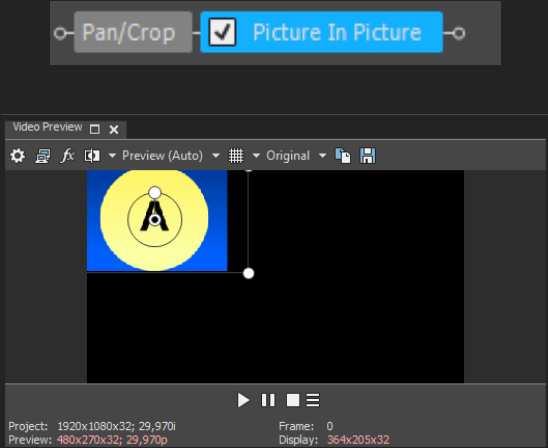 Pan/Crop Picture In Picture
Video Preview
fx Preview (Auto) Original
A
Project: 1920x1080x32; 29,970i Frame: 0
Preview: 480x270x32; 29,970p Display: 364x205x32